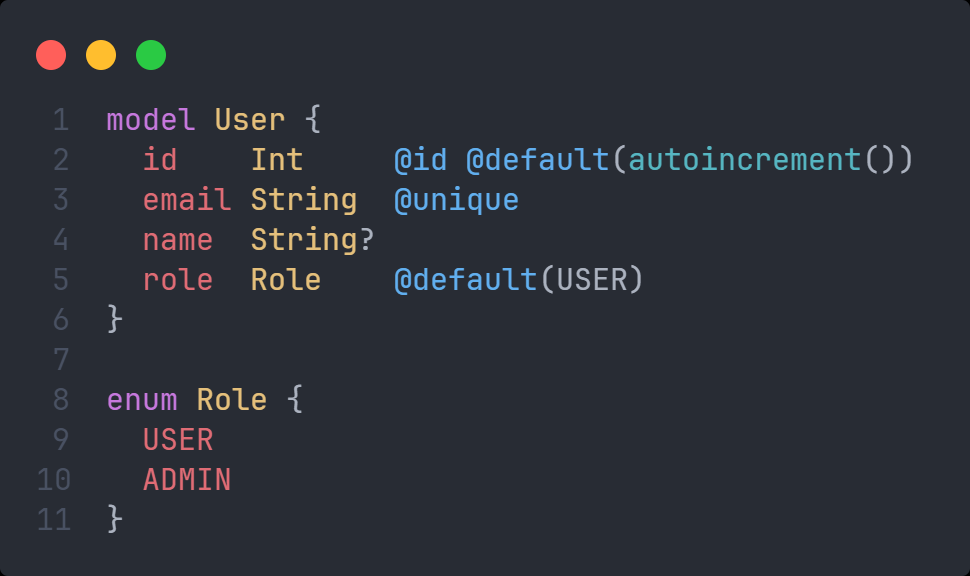 1 model User {
2   id    Int     @id @default(autoincrement())
3   email String  @unique
4   name  String?
5   role  Role    @default(USER)
6 }
7
8 enum Role {
9   USER
10   ADMIN
11 }